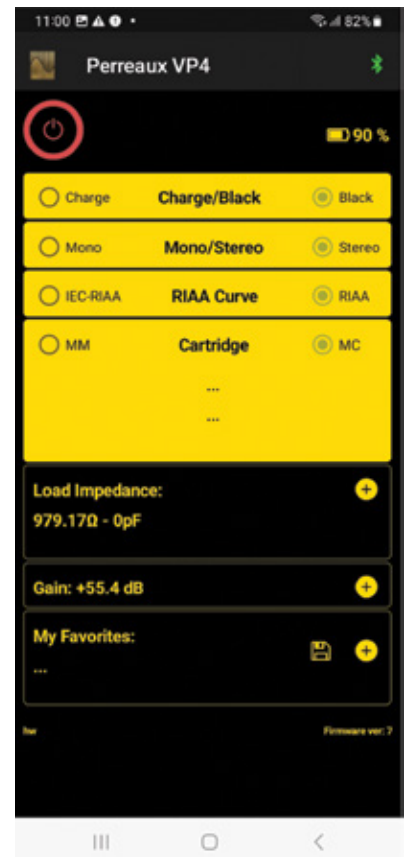 11:00
82%
Perreaux VP4
90 %
Charge Charge/Black Black
Mono Mono/Stereo Stereo
IEC-RIAA RIAA Curve RIAA
MM Cartridge MC
...
...
Load Impedance:
979.17Ω - 0pF
Gain: +55.4 dB
My Favorites:
...
hw Firmware ver: 7